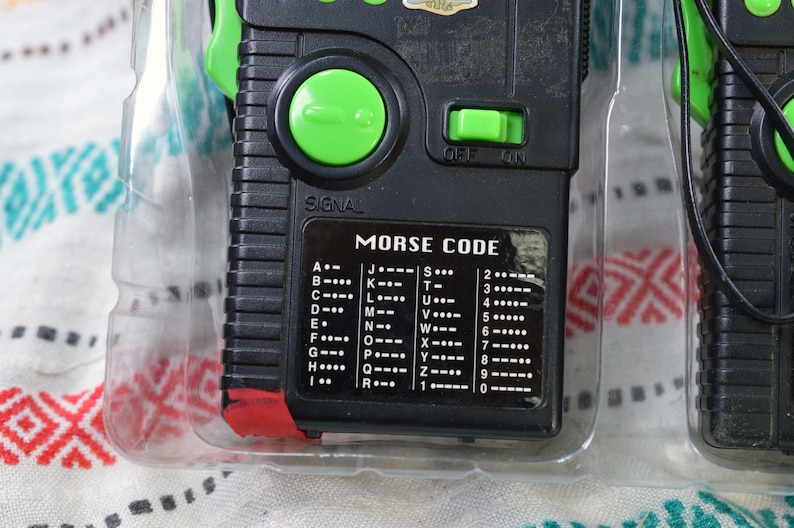 OFF ON
SIGNAL
MORSE CODE
A •– J •––– S ••• 2 ••–––
B –••• K –•– T – 3 •••––
C –•–• L •–•• U ••– 4 ••••–
D –•• M –– V •••– 5 •••••
E • N –• W •–– 6 –••••
F ••–• O ––– X –••– 7 ––•••
G ––• P •––• Y –•–– 8 –––••
H •••• Q ––•– Z ––•• 9 ––––•
I •• R •–• 1 •–––– 0 –––––